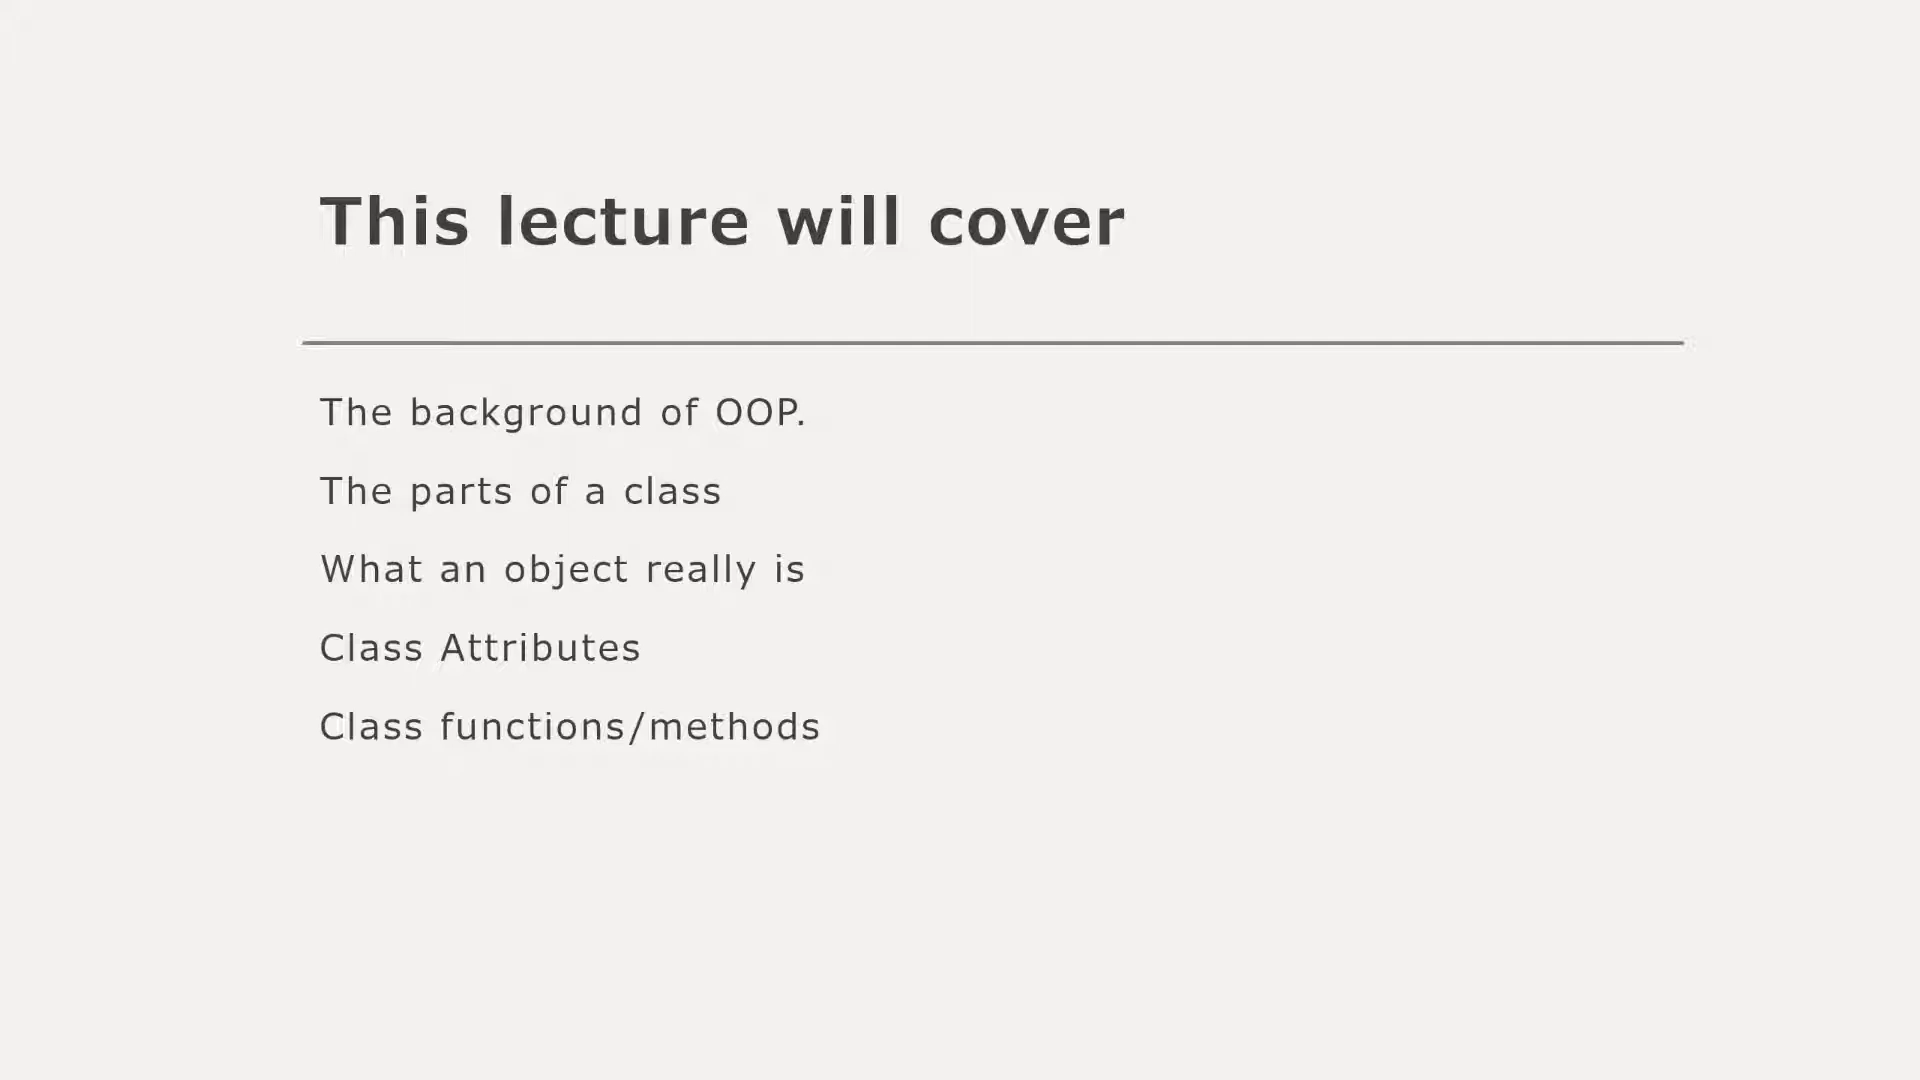 This lecture will cover
The background of OOP.
The parts of a class
What an object really is
Class Attributes
Class functions/methods